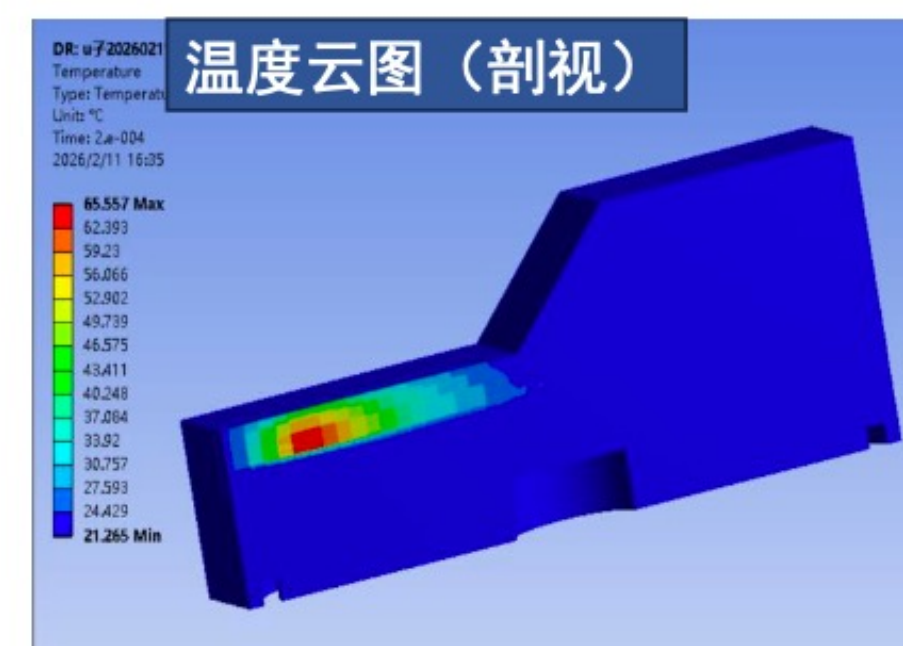 温度云图（剖视）
DR: u子2026021
Temperature
Type: Temperatu
Unit: °C
Time: 2.e-004
2026/2/11 16:35
65.557 Max
62.393
59.23
56.066
52.902
49.739
46.575
43.411
40.248
37.084
33.92
30.757
27.593
24.429
21.265 Min